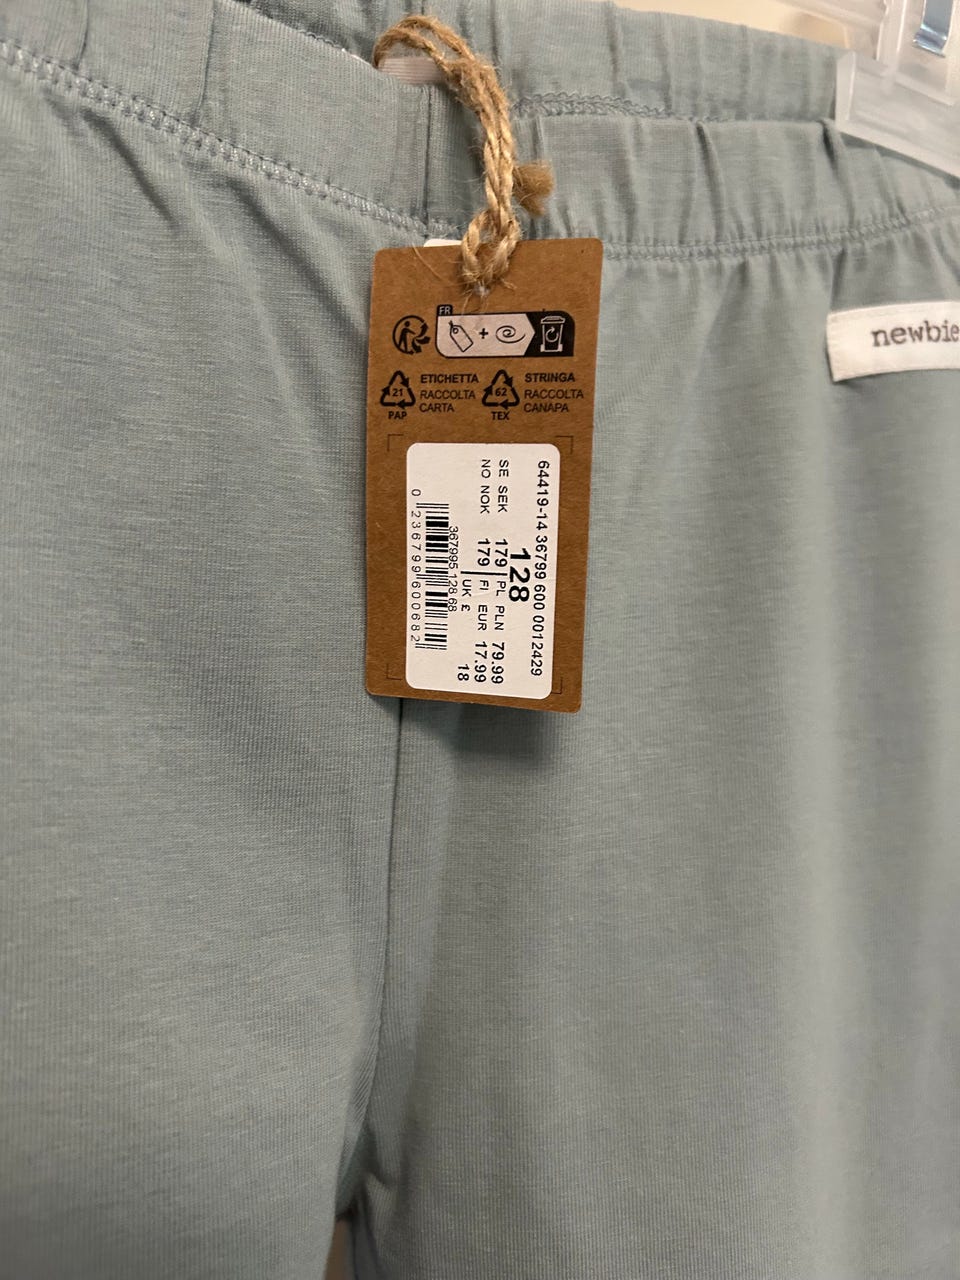 FR
+
21
PAP
ETICHETTA
RACCOLTA
CARTA
62
TEX
STRINGA
RACCOLTA
CANAPA
newbie
64419-14 36799 600 0012429
128
SE SEK 179 PL PLN 79.99
NO NOK 179 FI EUR 17.99
UK £ 18
367995 128 68
0 236799 600682